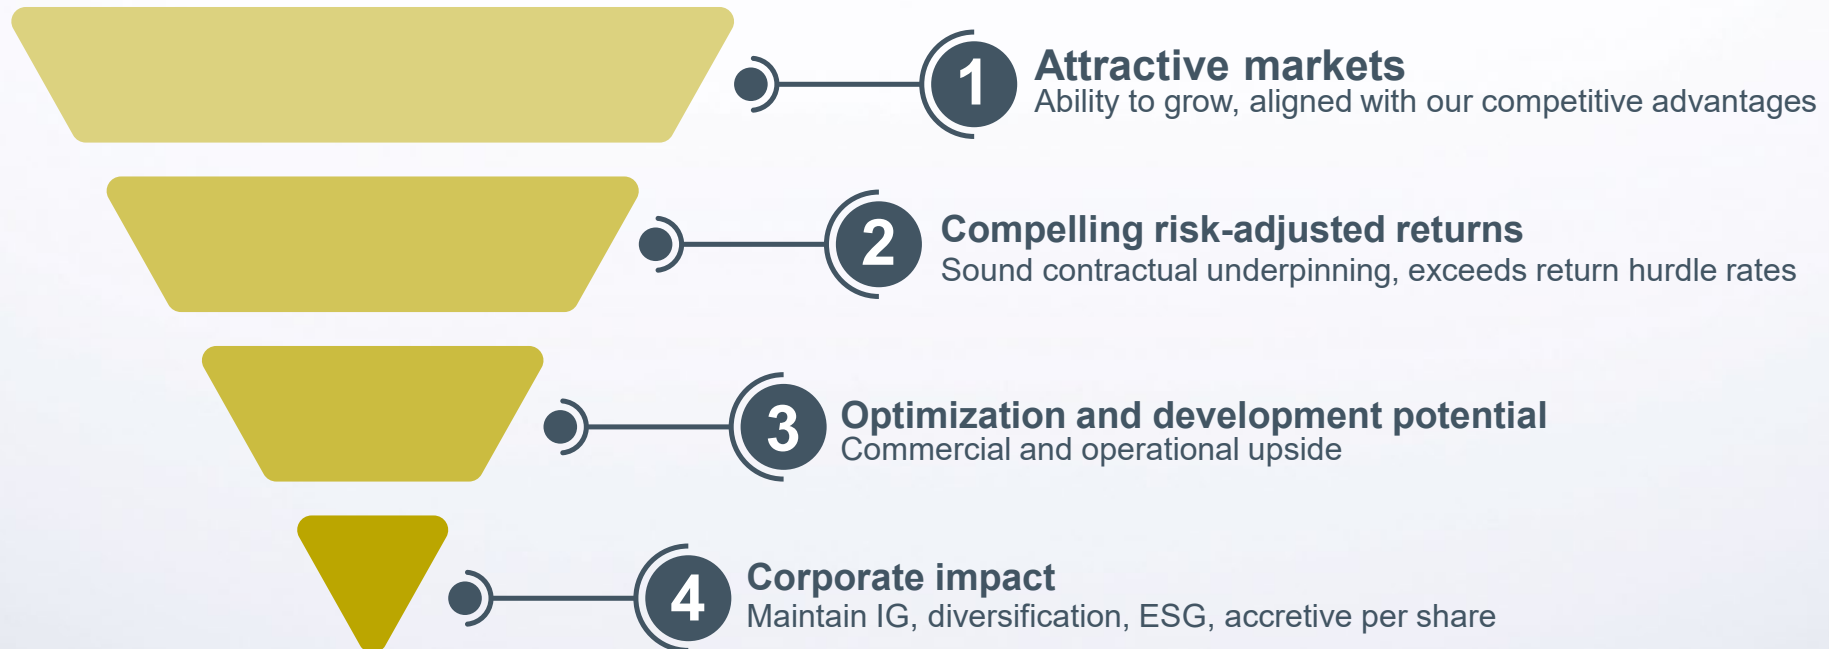 1
Attractive markets
Ability to grow, aligned with our competitive advantages
2
Compelling risk-adjusted returns
Sound contractual underpinning, exceeds return hurdle rates
3
Optimization and development potential
Commercial and operational upside
4
Corporate impact
Maintain IG, diversification, ESG, accretive per share